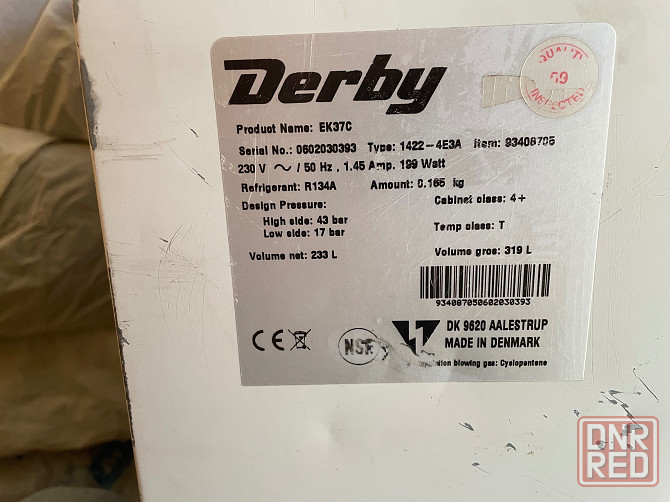 Derby
QUALITY
69
INSPECTED
Product Name: EK37C
Serial No.: 0602030393 Type: 1422-4E3A Item: 93408705
230 V ~ / 50 Hz, 1.45 Amp. 199 Watt
Refrigerant: R134A Amount: 0.165 kg
Design Pressure: Cabinet class: 4+
High side: 43 bar
Low side: 17 bar Temp class: T
Volume net: 233 L Volume gros: 319 L
934087050602030393
CE NSF DK 9620 AALESTRUP
MADE IN DENMARK
blowing gas: Cyclopentene
DNR
RED